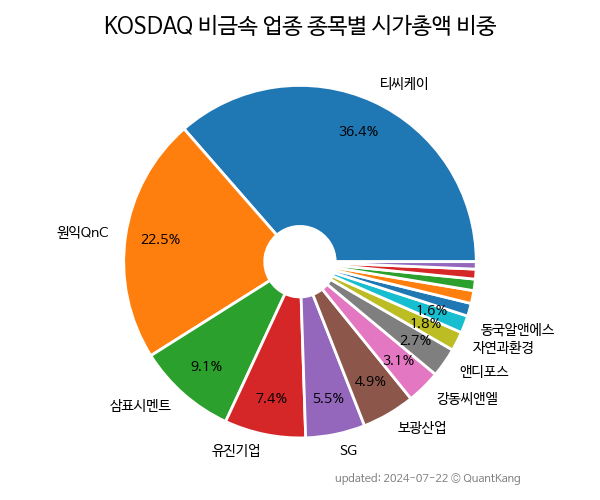 KOSDAQ 비금속 업종 종목별 시가총액 비중
티씨케이
36.4%
원익QnC
22.5%
삼표시멘트
9.1%
유진기업
7.4%
SG
5.5%
보광산업
4.9%
강동씨앤엘
3.1%
앤디포스
2.7%
자연과환경
1.8%
동국알앤에스
1.6%
updated: 2024-07-22 © QuantKang